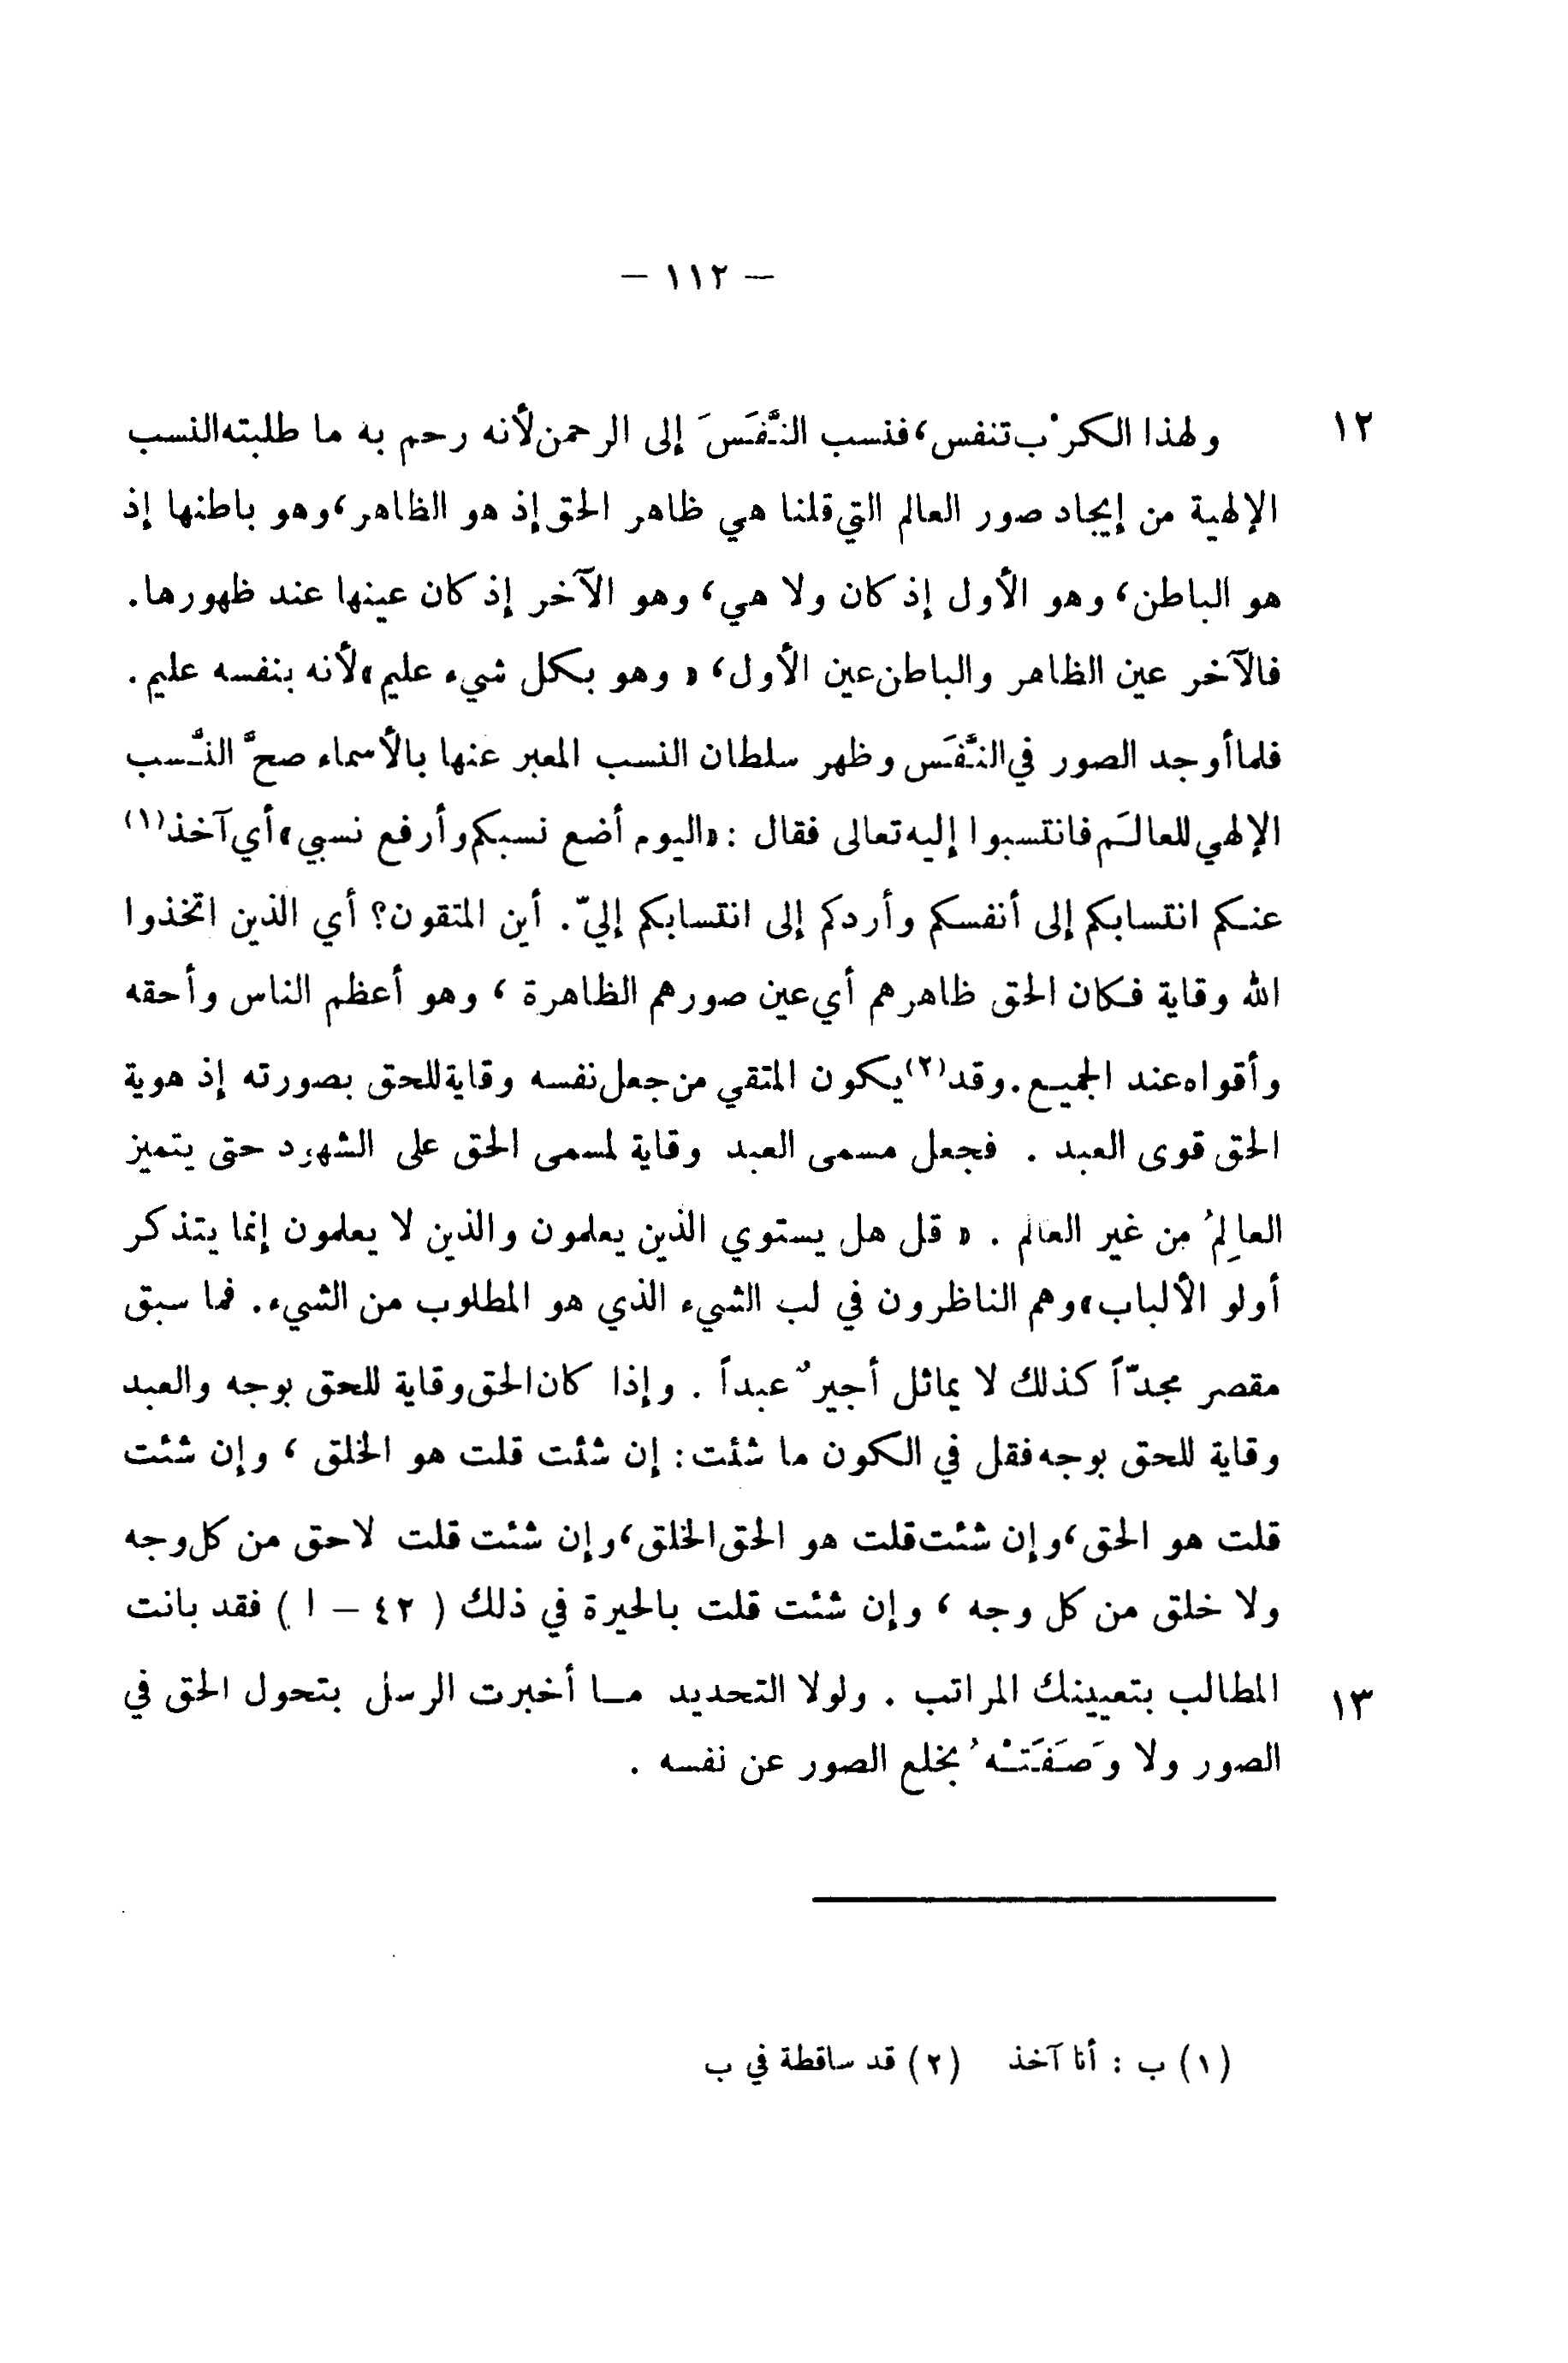 – ١١٢ –
١٢ ولهذا الكرْب تنفس، فنسب النَّفَسَ إلى الرحمن لأنه رحم به ما طلبته النسب
الإلهية من إيجاد صور العالم التي قلنا هي ظاهر الحق إذ هو الظاهر، وهو باطنها إذ
هو الباطن، وهو الأول إذ كان ولا هي، وهو الآخر إذ كان عينها عند ظهورها.
فالآخر عين الظاهر والباطن عين الأول، « وهو بكل شيء عليم» لأنه بنفسه عليم.
فلما أوجد الصور في النَّفَس وظهر سلطان النسب المعبر عنها بالأسماء صحَّ النَّسب
الإلهي للعالَم فانتسبوا إليه تعالى فقال : «اليوم أضع نسبكم وأرفع نسبي» أي آخذ(١)
عنكم انتسابكم إلى أنفسكم وأردكم إلى انتسابكم إليّ. أين المتقون؟ أي الذين اتخذوا
الله وقاية فكان الحق ظاهرهم أي عين صورهم الظاهرة ، وهو أعظم الناس وأحقه
وأقواه عند الجميع. وقد(٢) يكون المتقي من جعل نفسه وقاية للحق بصورته إذ هوية
الحق قوى العبد . فجعل مسمى العبد وقاية لمسمى الحق على الشهود حتى يتميز
العالِمُ من غير العالم . « قل هل يستوي الذين يعلمون والذين لا يعلمون إنما يتذكر
أولو الألباب» وهم الناظرون في لب الشيء الذي هو المطلوب من الشيء. فما سبق
مقصر مجدّاً كذلك لا يماثل أجيرٌ عبداً . وإذا كان الحق وقاية للحق بوجه والعبد
وقاية للحق بوجه فقل في الكون ما شئت: إن شئت قلت هو الخلق ، وإن شئت
قلت هو الحق، وإن شئت قلت هو الحق الخلق، وإن شئت قلت لا حق من كل وجه
ولا خلق من كل وجه ، وإن شئت قلت بالحيرة في ذلك ( ٤٢ – ا ) فقد بانت
١٣ المطالب بتعيينك المراتب . ولولا التحديد مـا أخبرت الرسل بتحول الحق في
الصور ولا وَصَفَتْهُ بخلع الصور عن نفسه .
(١) ب : أنا آخذ (٢) قد ساقطة في ب